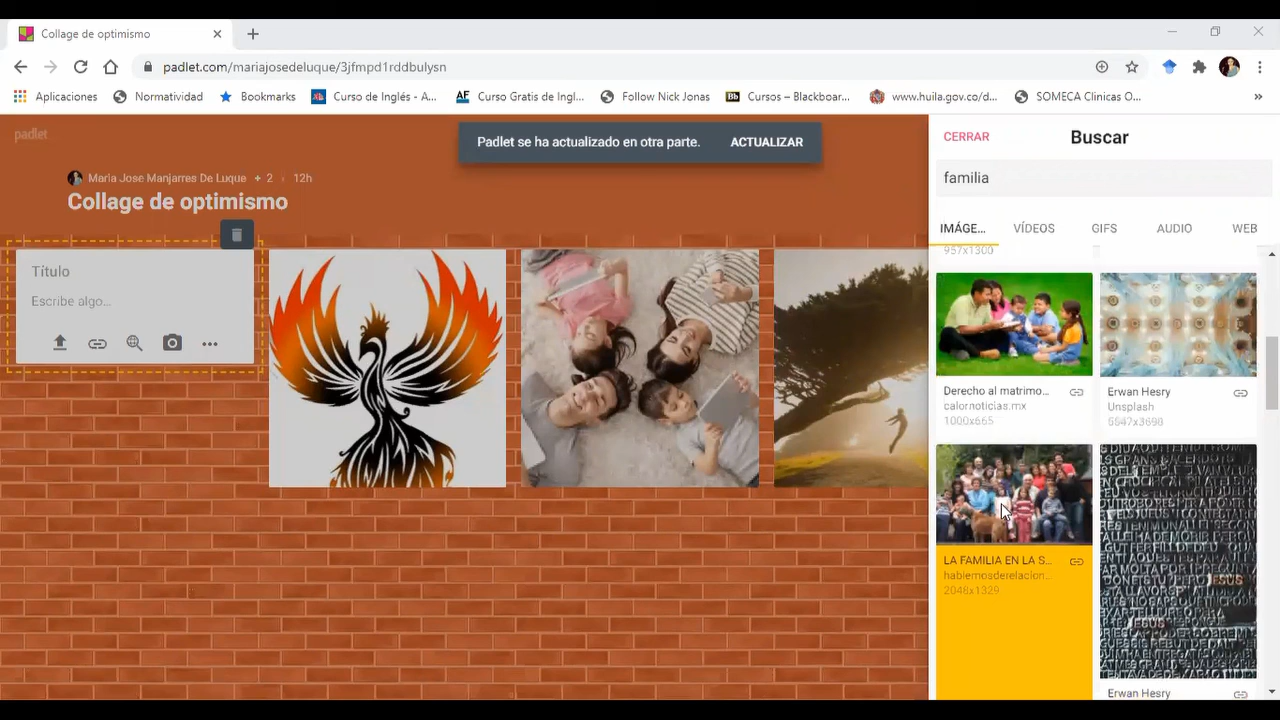 Collage de optimismo
padlet.com/mariajosedeluque/3jfmpd1rddbulysn
Aplicaciones
Normatividad
Bookmarks
Curso de Inglés - A...
AF
Curso Gratis de Ingl...
Follow Nick Jonas
Bb
Cursos – Blackboar...
www.huila.gov.co/d...
SOMECA Clinicas O...
padlet
Padlet se ha actualizado en otra parte.
ACTUALIZAR
Maria Jose Manjarres De Luque + 2 12h
Collage de optimismo
Título
Escribe algo...
CERRAR
Buscar
familia
IMÁGE...
VÍDEOS
GIFS
AUDIO
WEB
957x1300
Derecho al matrimo...
calornoticias.mx
1000x665
Erwan Hesry
Unsplash
LA FAMILIA EN LA S...
hablemosderelacion...
2048x1329
JESUS
Erwan Hesry